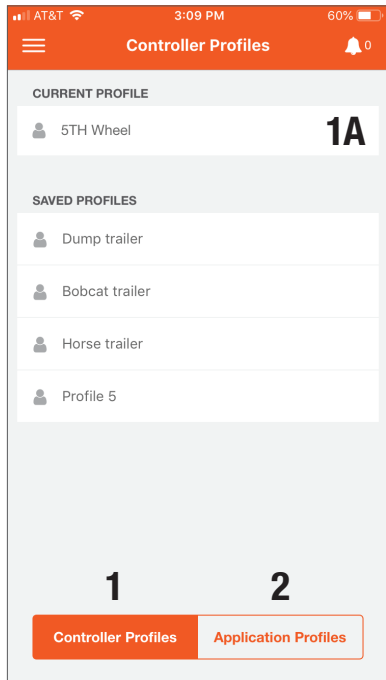 AT&T 3:09 PM 60%
Controller Profiles 0
CURRENT PROFILE
5TH Wheel 1A
SAVED PROFILES
Dump trailer
Bobcat trailer
Horse trailer
Profile 5
1 2
Controller Profiles Application Profiles